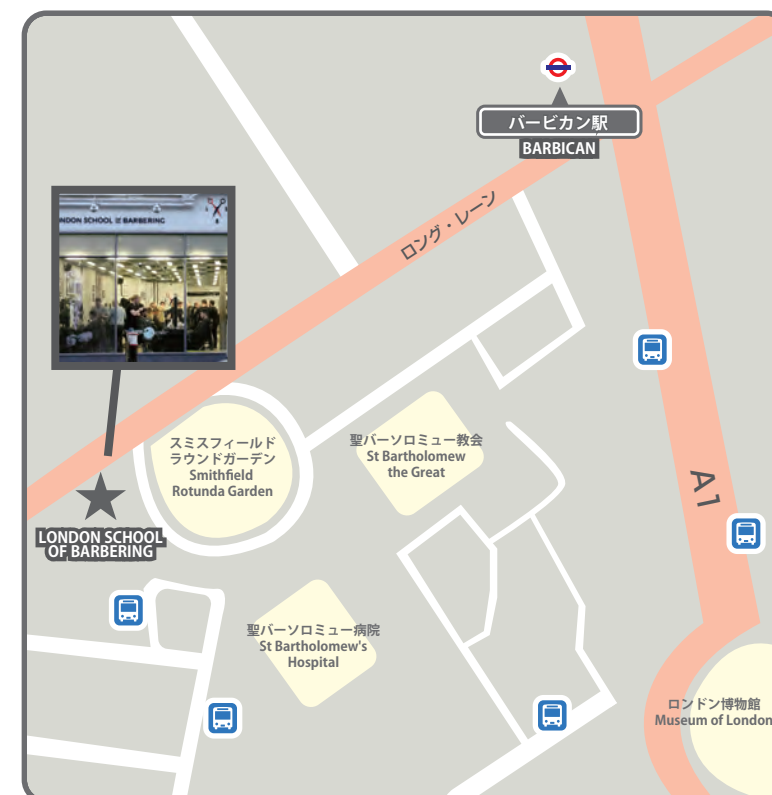 バービカン駅
BARBICAN
ロング・レーン
LONDON SCHOOL OF BARBERING
スミスフィールド
ラウンドガーデン
Smithfield
Rotunda Garden
聖バーソロミュー教会
St Bartholomew
the Great
A1
LONDON SCHOOL
OF BARBERING
聖バーソロミュー病院
St Bartholomew's
Hospital
ロンドン博物館
Museum of London